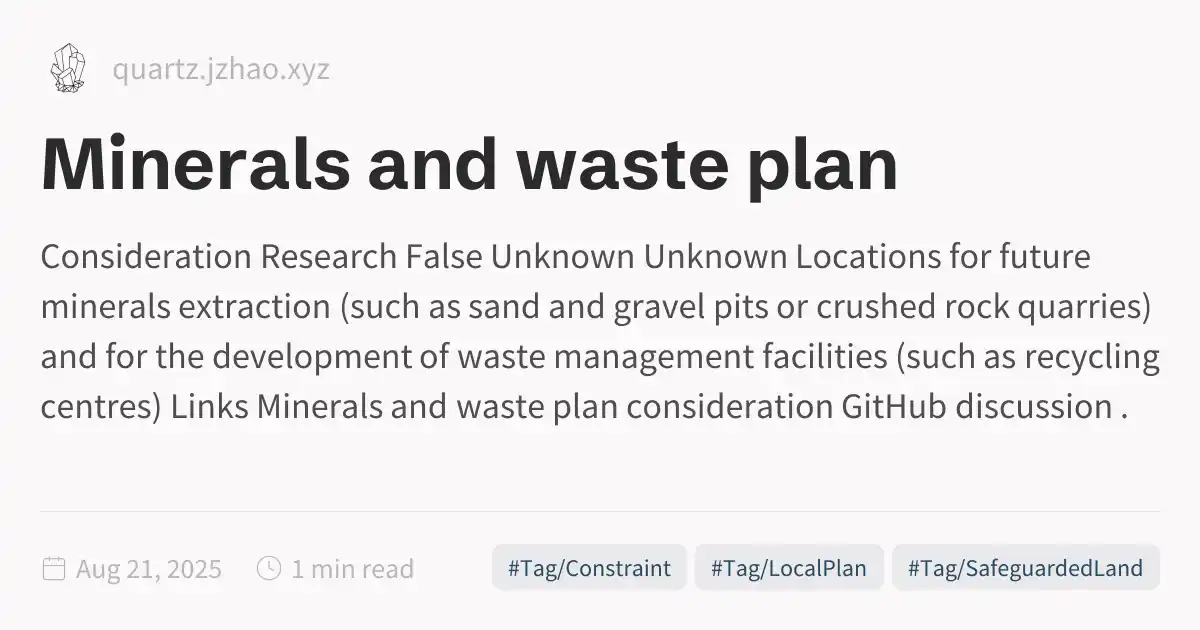 quartz.jzhao.xyz
Minerals and waste plan
Consideration Research False Unknown Unknown Locations for future
minerals extraction (such as sand and gravel pits or crushed rock quarries)
and for the development of waste management facilities (such as recycling
centres) Links Minerals and waste plan consideration GitHub discussion .
Aug 21, 2025 1 min read #Tag/Constraint #Tag/LocalPlan #Tag/SafeguardedLand